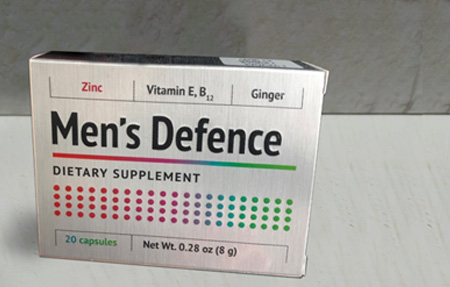 Zinc Vitamin E, B12 Ginger
Men's Defence
DIETARY SUPPLEMENT
20 capsules Net Wt. 0.28 oz (8 g)